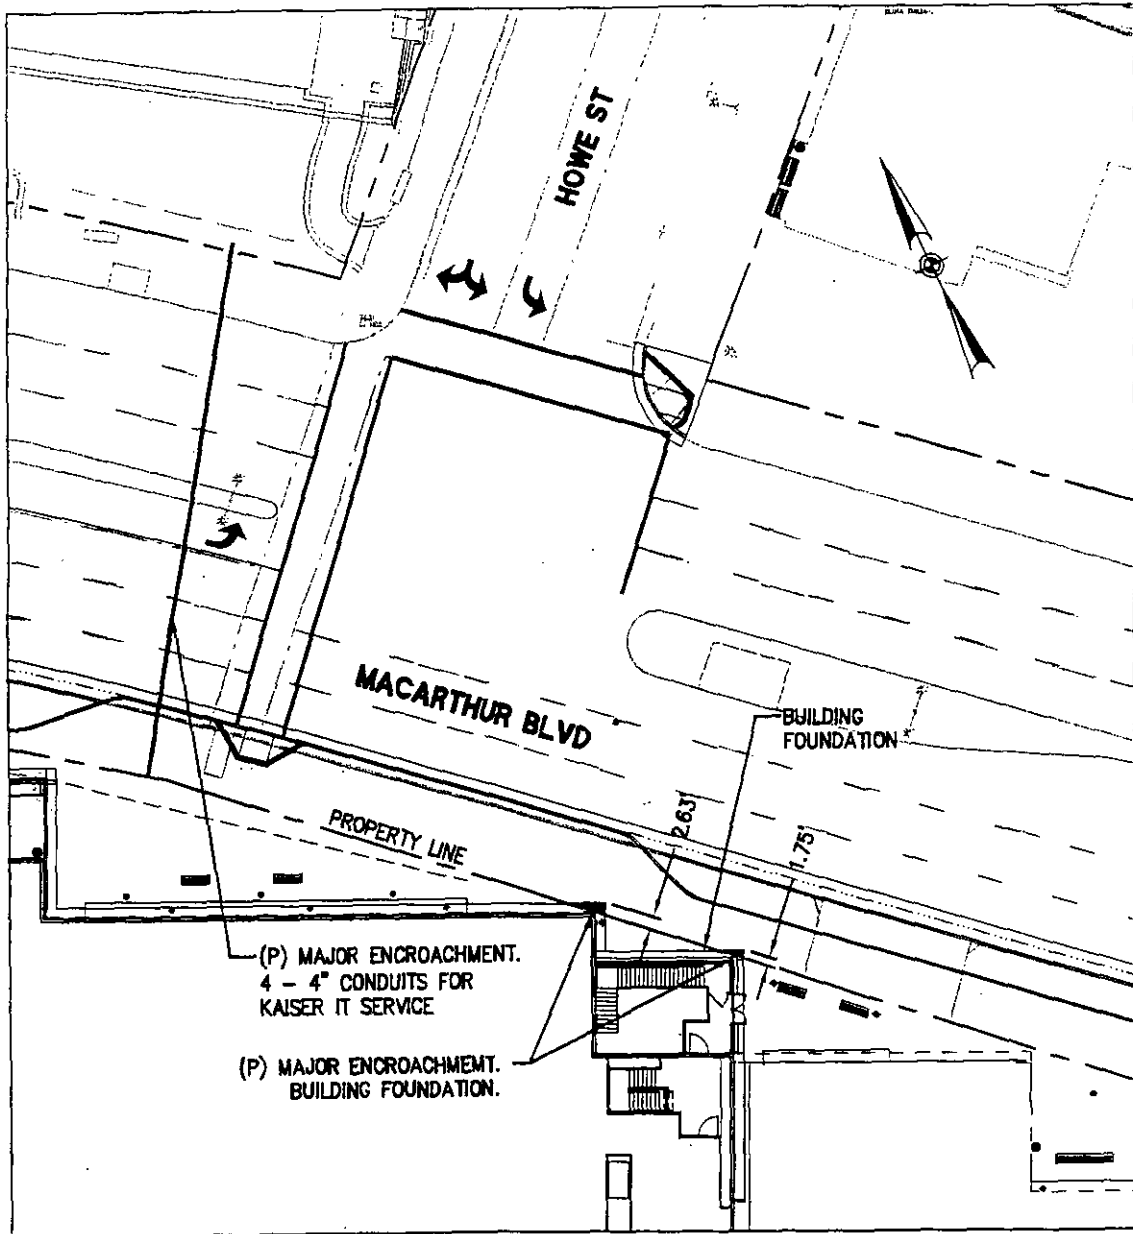 HOWE ST
MACARTHUR BLVD
BUILDING
FOUNDATION
2.63'
1.75'
PROPERTY LINE
(P) MAJOR ENCROACHMENT.
4 - 4" CONDUITS FOR
KAISER IT SERVICE
(P) MAJOR ENCROACHMEMT.
BUILDING FOUNDATION.